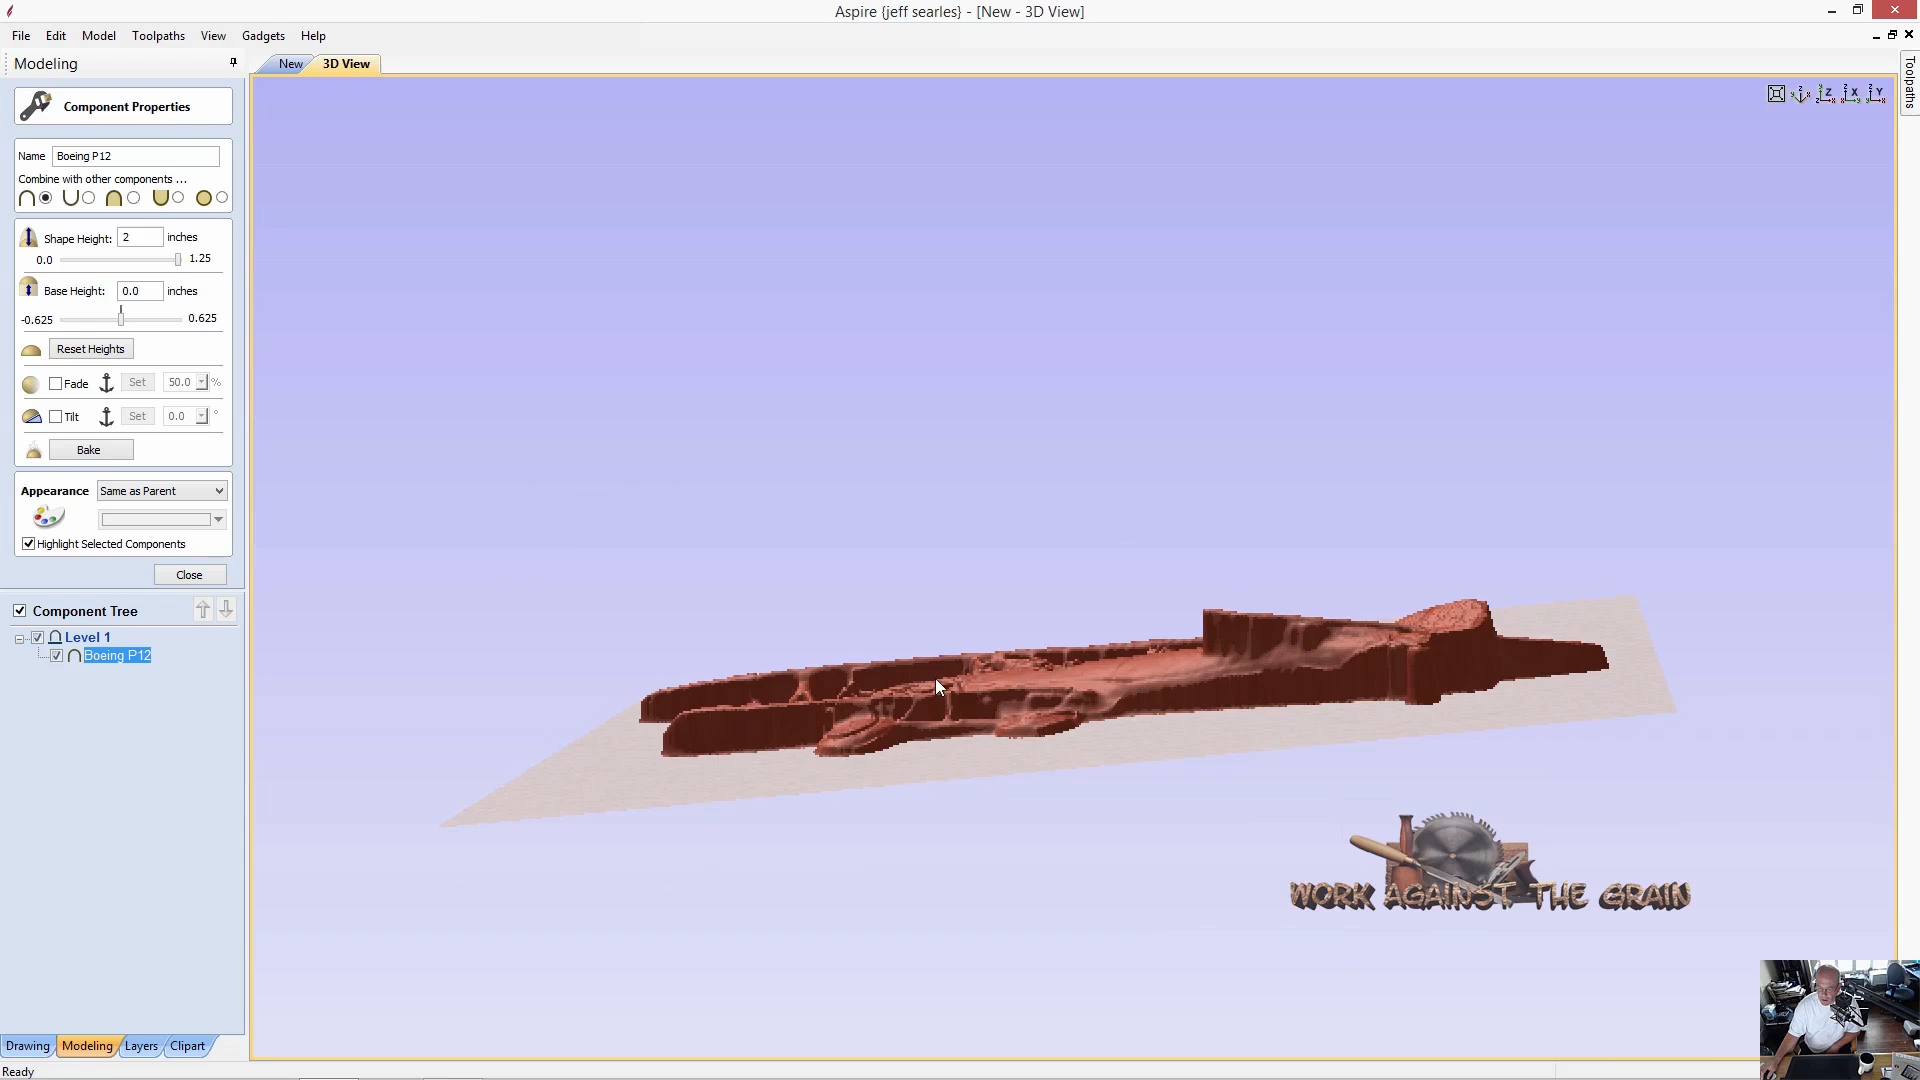 Aspire {jeff searles} - [New - 3D View]
File Edit Model Toolpaths View Gadgets Help
Modeling
New 3D View
Toolpaths
Component Properties
Name Boeing P12
Combine with other components ...
Shape Height: 2 inches
0.0 1.25
Base Height: 0.0 inches
-0.625 0.625
Reset Heights
Fade Set 50.0 %
Tilt Set 0.0 °
Bake
Appearance Same as Parent
Highlight Selected Components
Close
Component Tree
Level 1
Boeing P12
WORK AGAINST THE GRAIN
Drawing Modeling Layers Clipart
Ready